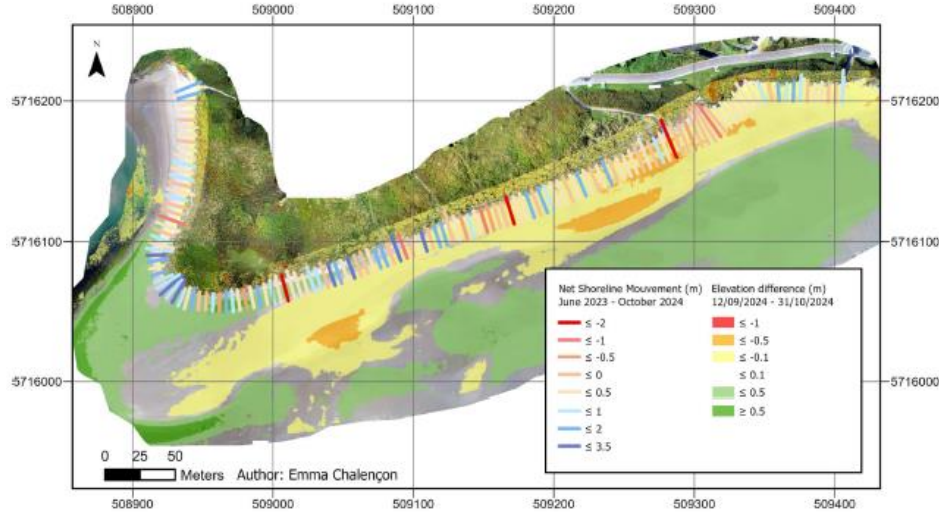 508900 509000 509100 509200 509300 509400
N
5716200 5716200
5716100 5716100
5716000 5716000
Net Shoreline Mouvement (m)
June 2023 - October 2024
≤ -2
≤ -1
≤ -0.5
≤ 0
≤ 0.5
≤ 1
≤ 2
≤ 3.5
Elevation difference (m)
12/09/2024 - 31/10/2024
≤ -1
≤ -0.5
≤ -0.1
≤ 0.1
≤ 0.5
≥ 0.5
0 25 50
Meters Author: Emma Chalençon
508900 509000 509100 509200 509300 509400